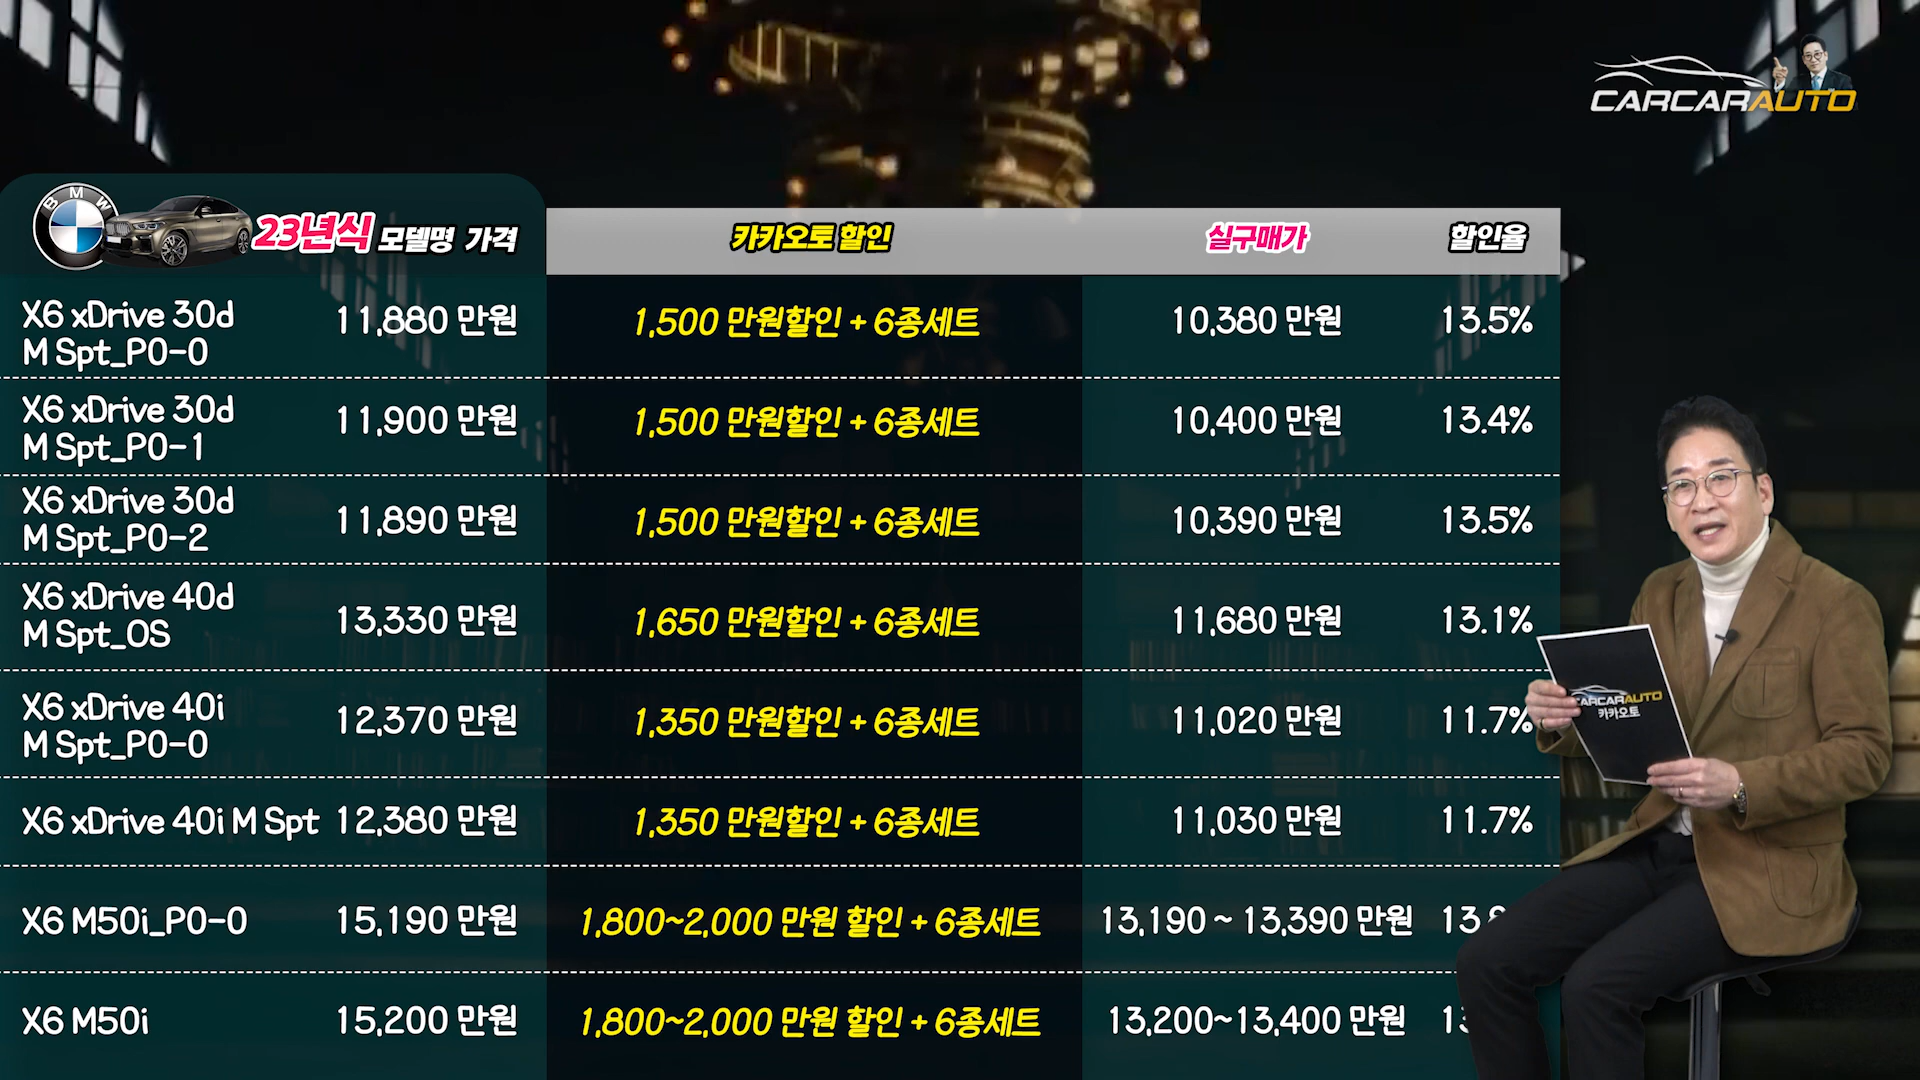 CARCARAUTO
BMW
23년식 모델명 가격 카카오토 할인 실구매가 할인율
X6 xDrive 30d
M Spt_P0-0
11,880 만원 1,500 만원할인 + 6종세트 10,380 만원 13.5%
X6 xDrive 30d
M Spt_P0-1
11,900 만원 1,500 만원할인 + 6종세트 10,400 만원 13.4%
X6 xDrive 30d
M Spt_P0-2
11,890 만원 1,500 만원할인 + 6종세트 10,390 만원 13.5%
X6 xDrive 40d
M Spt_OS
13,330 만원 1,650 만원할인 + 6종세트 11,680 만원 13.1%
X6 xDrive 40i
M Spt_P0-0
12,370 만원 1,350 만원할인 + 6종세트 11,020 만원 11.7%
X6 xDrive 40i M Spt 12,380 만원 1,350 만원할인 + 6종세트 11,030 만원 11.7%
X6 M50i_P0-0 15,190 만원 1,800~2,000 만원 할인 + 6종세트 13,190 ~ 13,390 만원
X6 M50i 15,200 만원 1,800~2,000 만원 할인 + 6종세트 13,200~13,400 만원
CARCARAUTO
카카오토